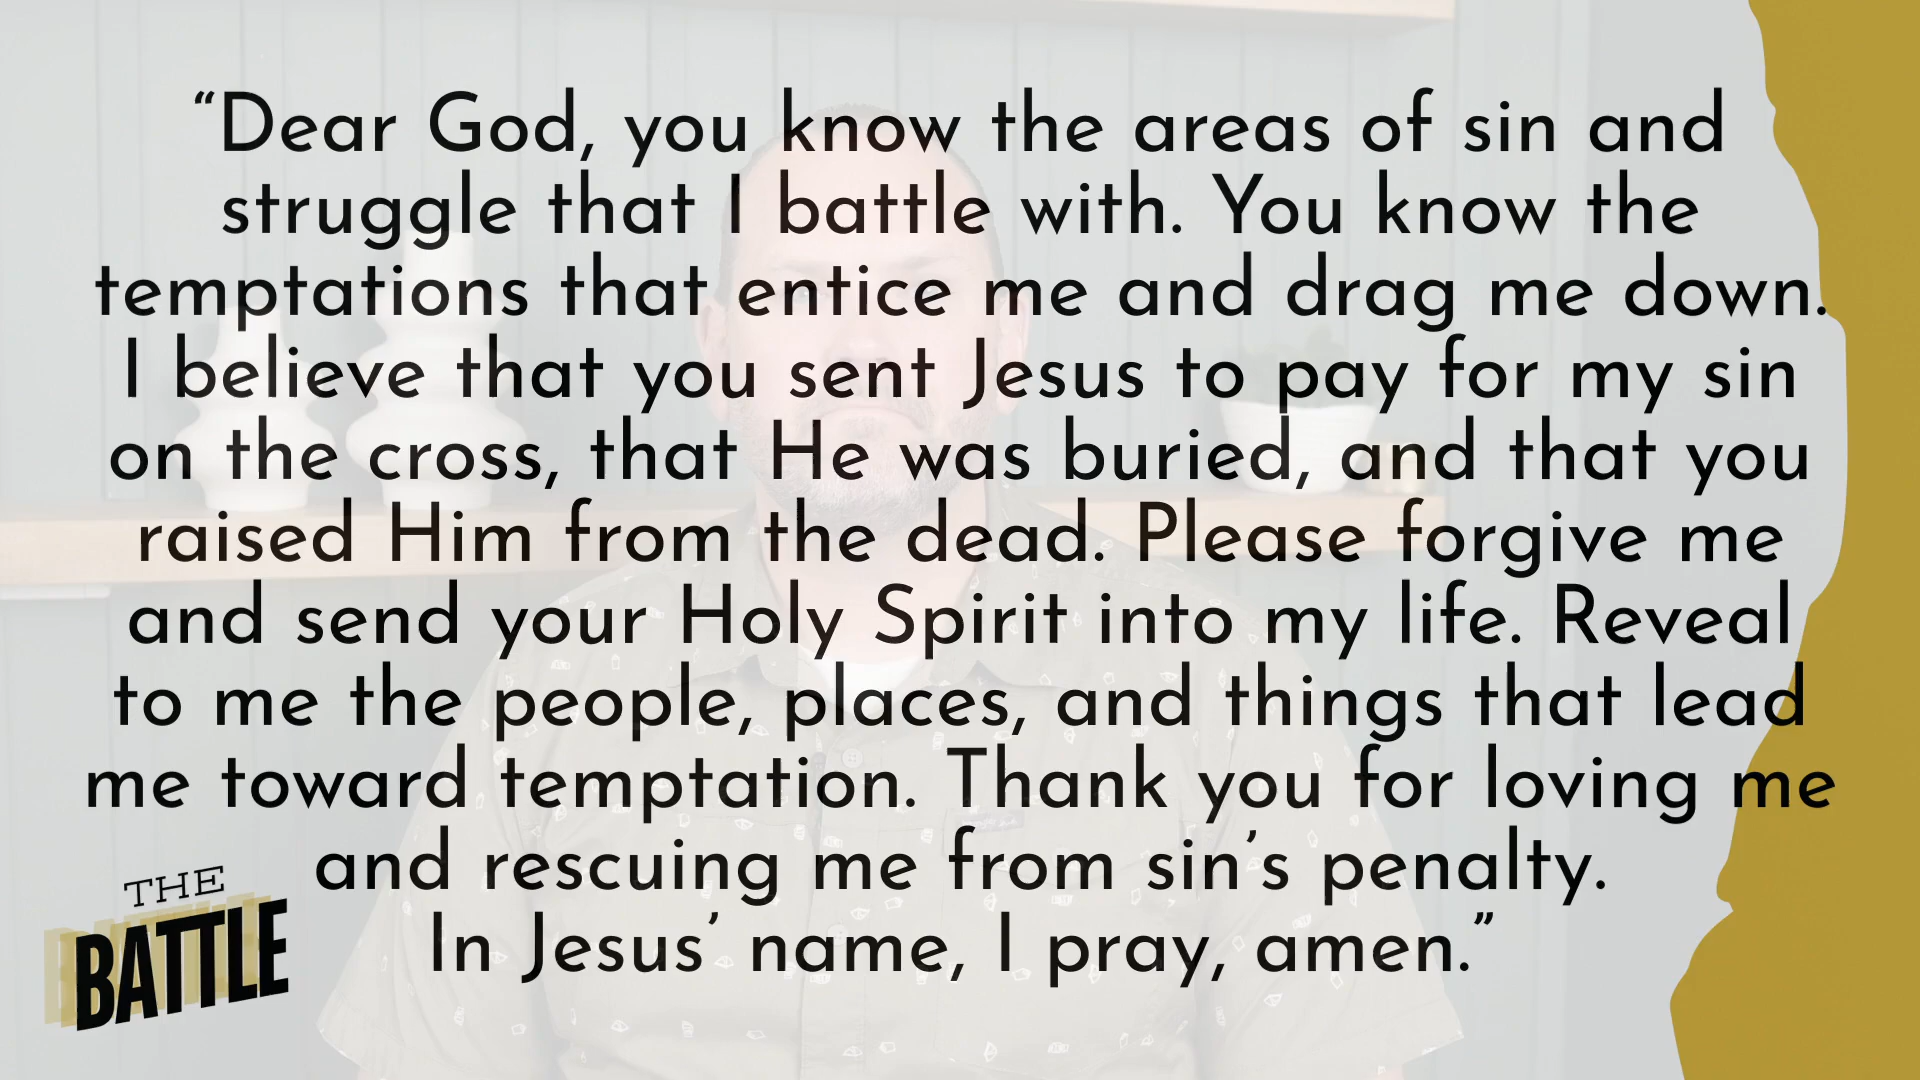 “Dear God, you know the areas of sin and
struggle that I battle with. You know the
temptations that entice me and drag me down.
I believe that you sent Jesus to pay for my sin
on the cross, that He was buried, and that you
raised Him from the dead. Please forgive me
and send your Holy Spirit into my life. Reveal
to me the people, places, and things that lead
me toward temptation. Thank you for loving me
and rescuing me from sin’s penalty.
In Jesus’ name, I pray, amen.”
THE
BATTLE